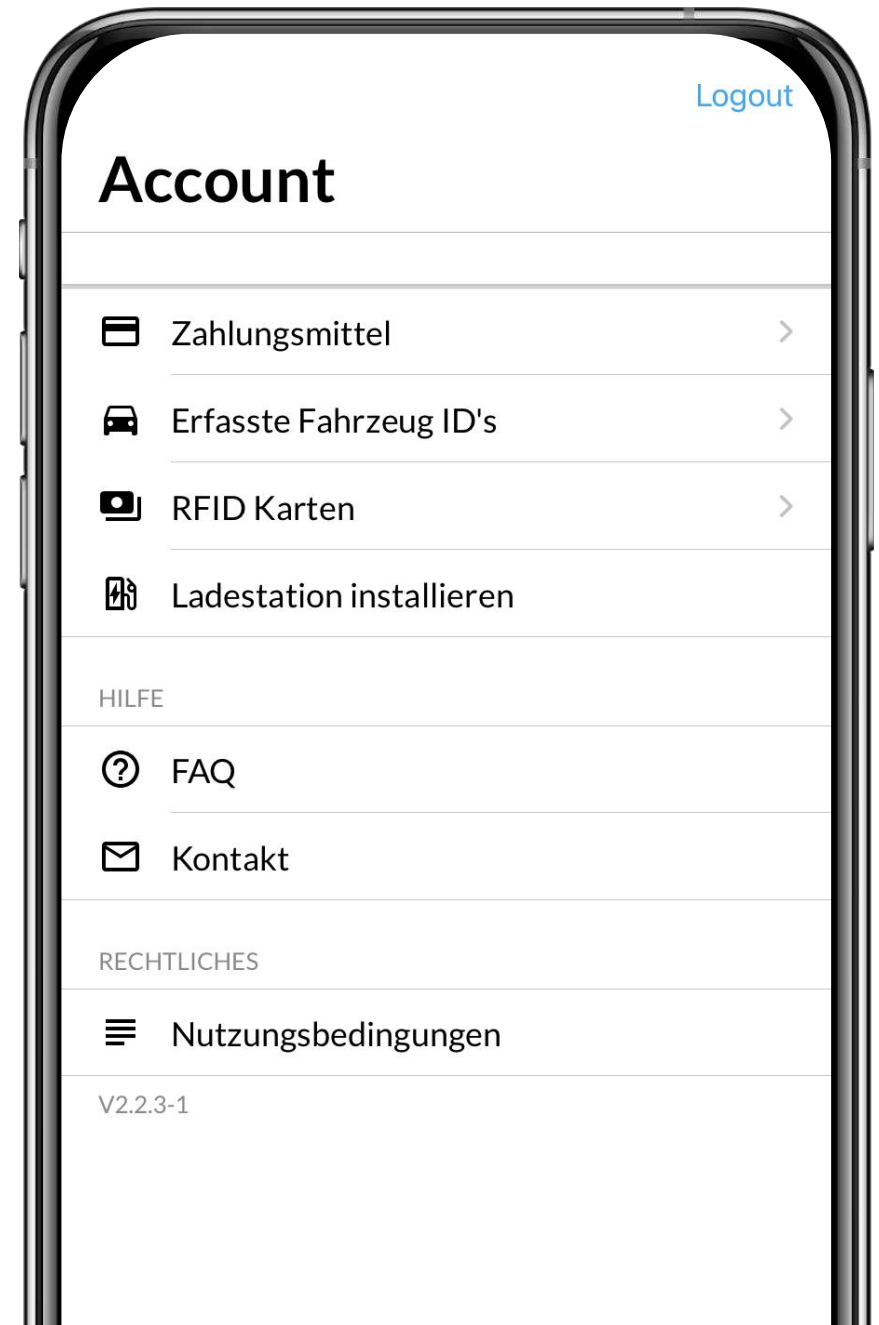 Logout
Account
Zahlungsmittel
Erfasste Fahrzeug ID's
RFID Karten
Ladestation installieren
HILFE
FAQ
Kontakt
RECHTLICHES
Nutzungsbedingungen
V2.2.3-1